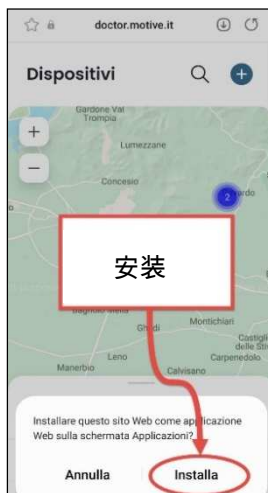 doctor.motive.it
Dispositivi
Gardone Val
Trompia
Lumezzane
Concesio
2
安装
Montichiari
Leno
Carpenedolo
Manerbio
Calvisano
Installare questo sito Web come applicazione
Web sulla schermata Applicazioni?
Annulla
Installa